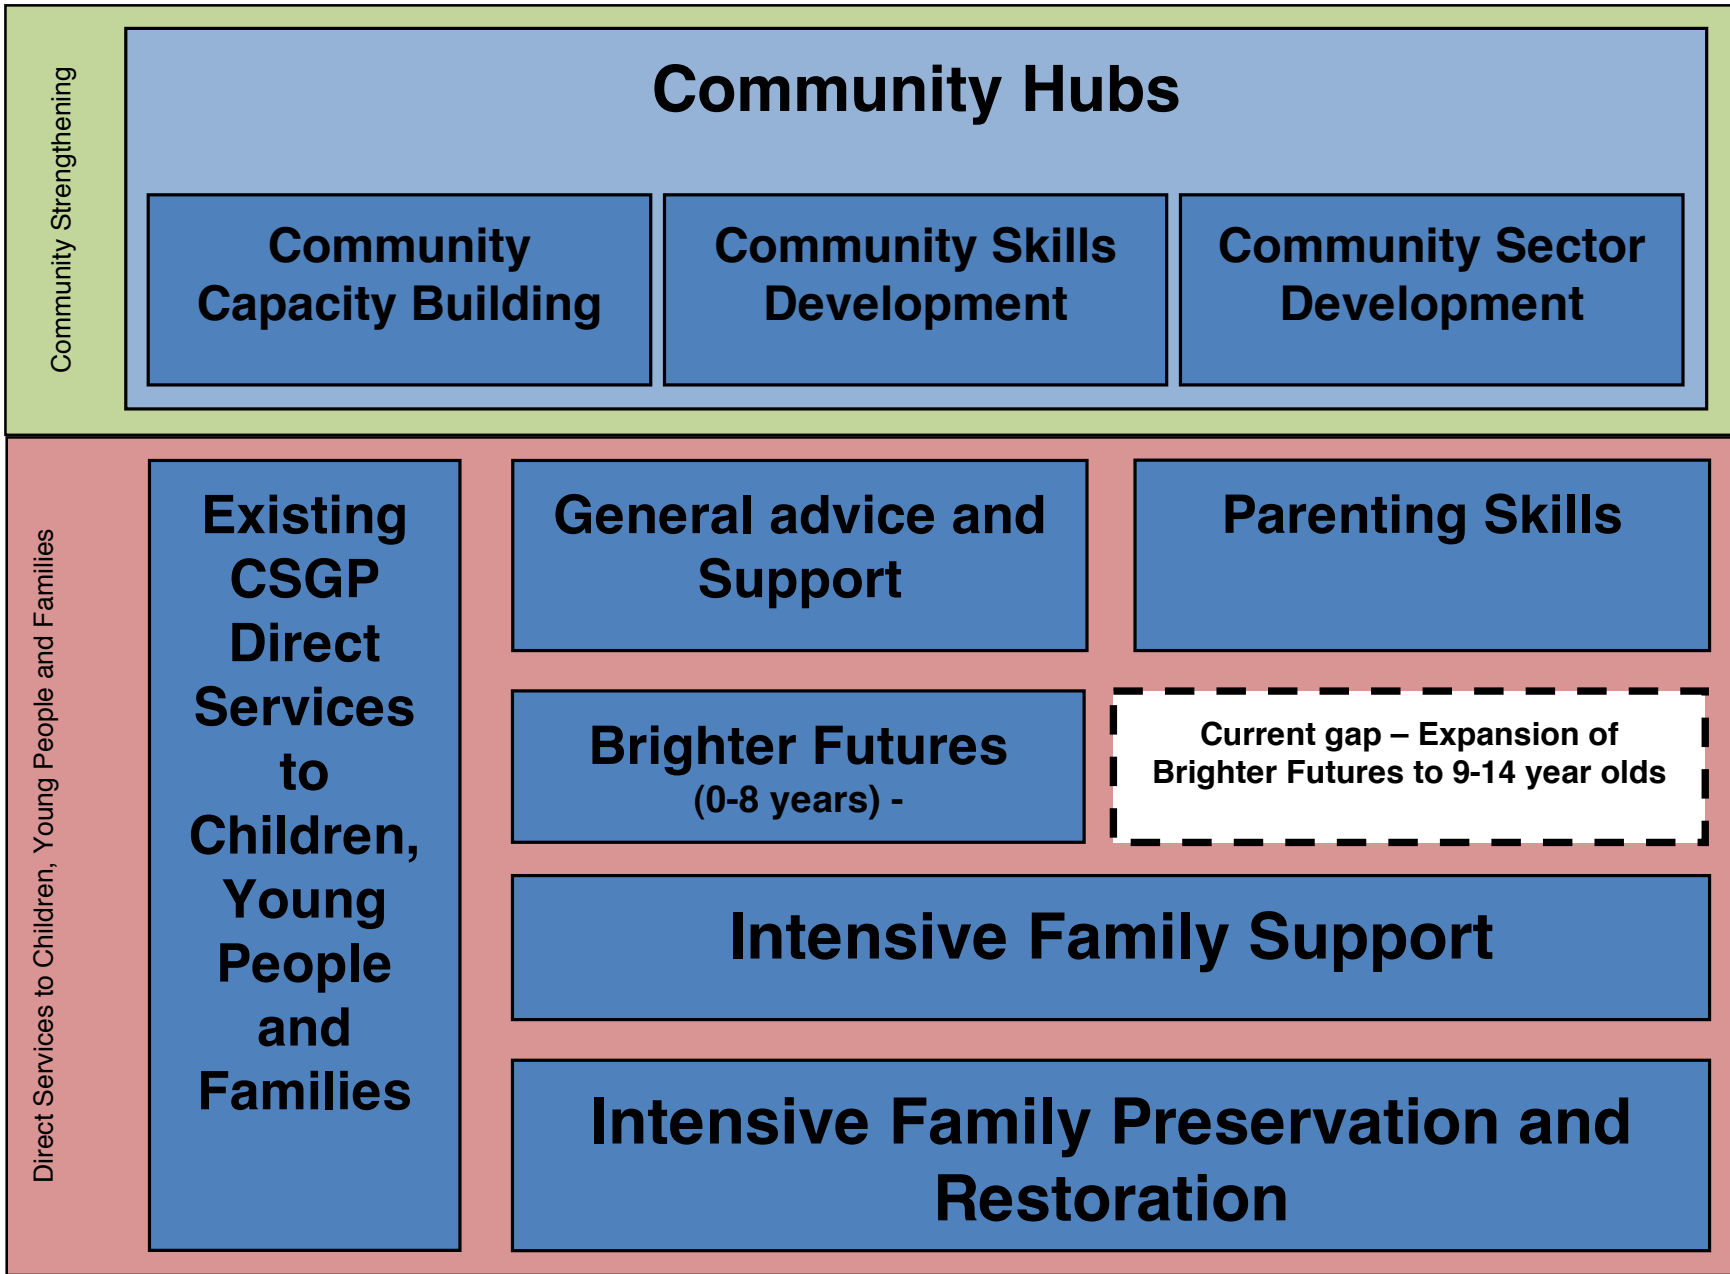 Community Strengthening
Community Hubs
Community
Capacity Building
Community Skills
Development
Community Sector
Development
Direct Services to Children, Young People and Families
Existing
CSGP
Direct
Services
to
Children,
Young
People
and
Families
General advice and
Support
Parenting Skills
Brighter Futures
(0-8 years) -
Current gap – Expansion of
Brighter Futures to 9-14 year olds
Intensive Family Support
Intensive Family Preservation and
Restoration